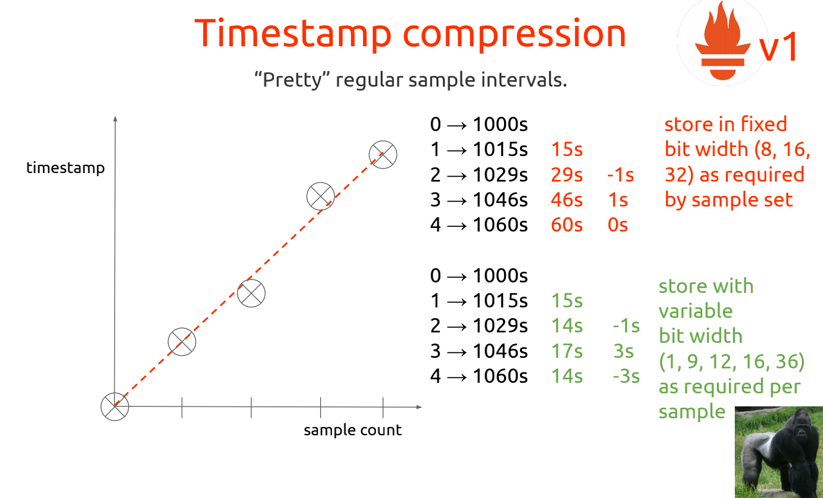 Timestamp compression
v1
“Pretty” regular sample intervals.
timestamp
sample count
0 → 1000s
1 → 1015s 15s
2 → 1029s 29s -1s
3 → 1046s 46s 1s
4 → 1060s 60s 0s
store in fixed
bit width (8, 16,
32) as required
by sample set
0 → 1000s
1 → 1015s 15s
2 → 1029s 14s -1s
3 → 1046s 17s 3s
4 → 1060s 14s -3s
store with
variable
bit width
(1, 9, 12, 16, 36)
as required per
sample